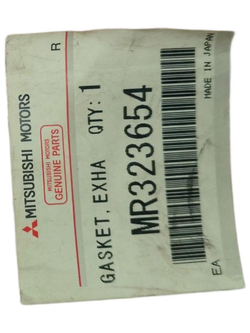 R
MITSUBISHI MOTORS
MITSUBISHI MOTORS
GENUINE PARTS
GASKET, EXHA QTY: 1
MR323654
MADE IN JAPAN
EA